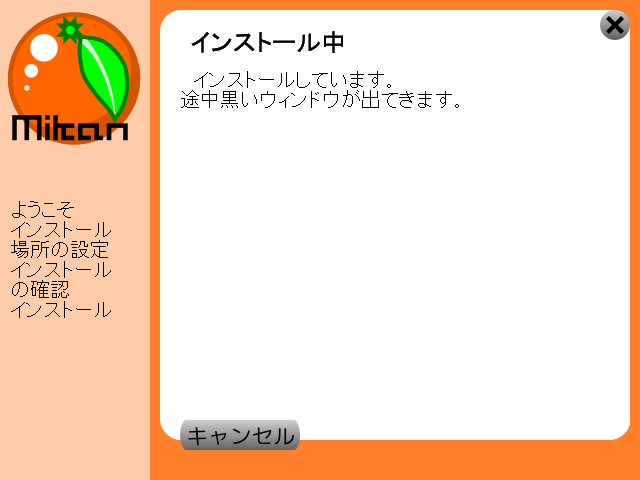 Mikan
ようこそ
インストール
場所の設定
インストール
の確認
インストール
インストール中
インストールしています。
途中黒いウィンドウが出てきます。
キャンセル